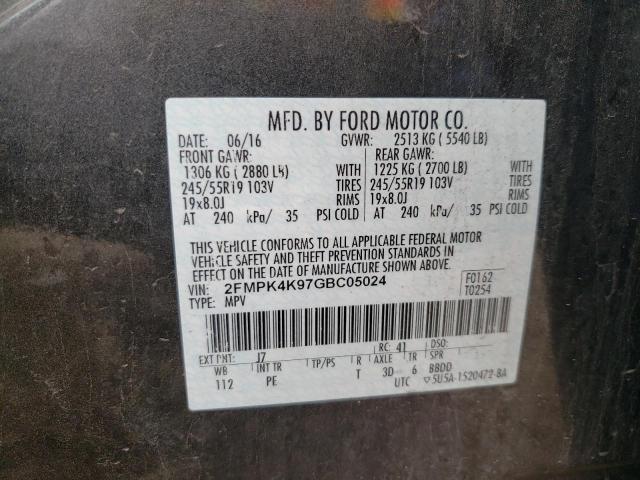 MFD. BY FORD MOTOR CO.
DATE: 06/16 GVWR: 2513 KG ( 5540 LB)
FRONT GAWR: REAR GAWR:
1306 KG ( 2880 LB) WITH 1225 KG ( 2700 LB) WITH
245/55R19 103V TIRES 245/55R19 103V TIRES
19x8.0J RIMS 19x8.0J RIMS
AT 240 kPa/ 35 PSI COLD AT 240 kPa/ 35 PSI COLD
THIS VEHICLE CONFORMS TO ALL APPLICABLE FEDERAL MOTOR
VEHICLE SAFETY AND THEFT PREVENTION STANDARDS IN
EFFECT ON THE DATE OF MANUFACTURE SHOWN ABOVE.
VIN: 2FMPK4K97GBC05024 F0162
TYPE: MPV T0254
EXT PNT: J7 RC: 41 DSO:
WB INT TR TP/PS R AXLE TR SPR
112 PE T 3D 6 BBDD
UTC ▽5U5A-1520472-BA